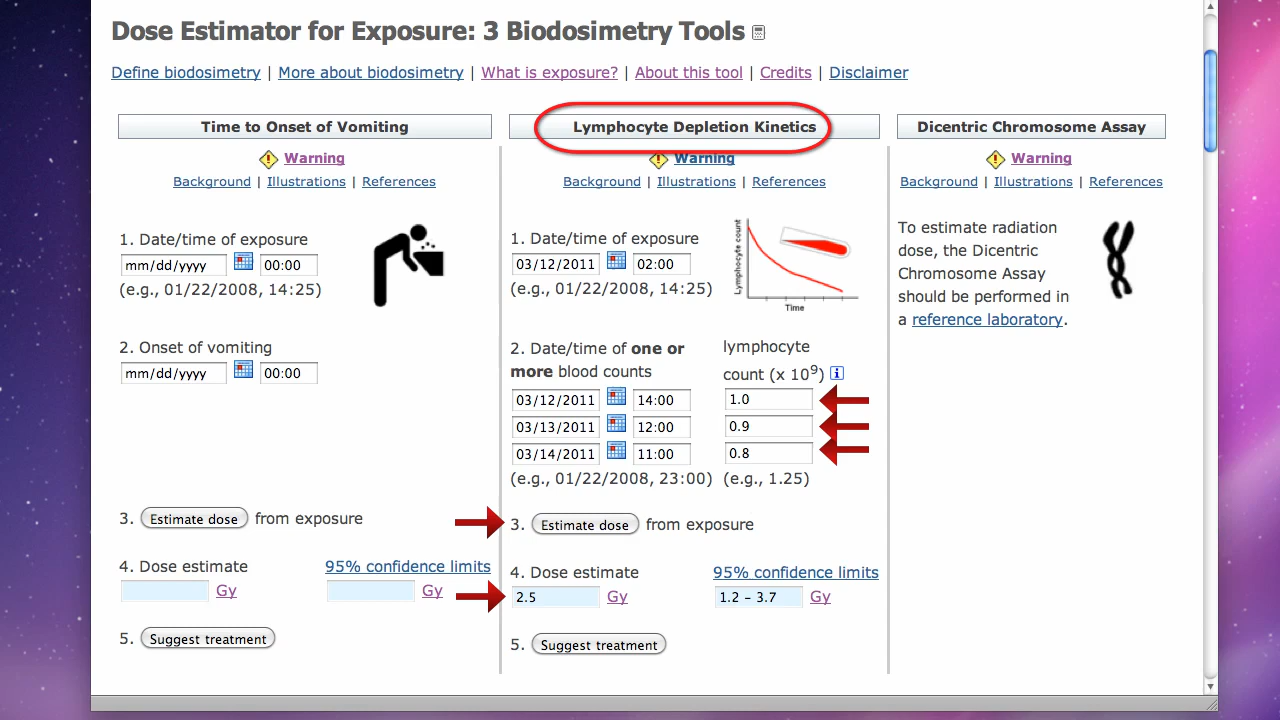 Dose Estimator for Exposure: 3 Biodosimetry Tools
Define biodosimetry | More about biodosimetry | What is exposure? | About this tool | Credits | Disclaimer
Time to Onset of Vomiting
Warning
Background | Illustrations | References
1. Date/time of exposure
mm/dd/yyyy 00:00
(e.g., 01/22/2008, 14:25)
2. Onset of vomiting
mm/dd/yyyy 00:00
3. Estimate dose from exposure
4. Dose estimate 95% confidence limits
Gy Gy
5. Suggest treatment
Lymphocyte Depletion Kinetics
Warning
Background | Illustrations | References
1. Date/time of exposure
03/12/2011 02:00
(e.g., 01/22/2008, 14:25)
Lymphocyte count
Time
2. Date/time of one or lymphocyte
more blood counts count (x 10⁹) i
03/12/2011 14:00 1.0
03/13/2011 12:00 0.9
03/14/2011 11:00 0.8
(e.g., 01/22/2008, 23:00) (e.g., 1.25)
3. Estimate dose from exposure
4. Dose estimate 95% confidence limits
2.5 Gy 1.2 – 3.7 Gy
5. Suggest treatment
Dicentric Chromosome Assay
Warning
Background | Illustrations | References
To estimate radiation
dose, the Dicentric
Chromosome Assay
should be performed in
a reference laboratory.